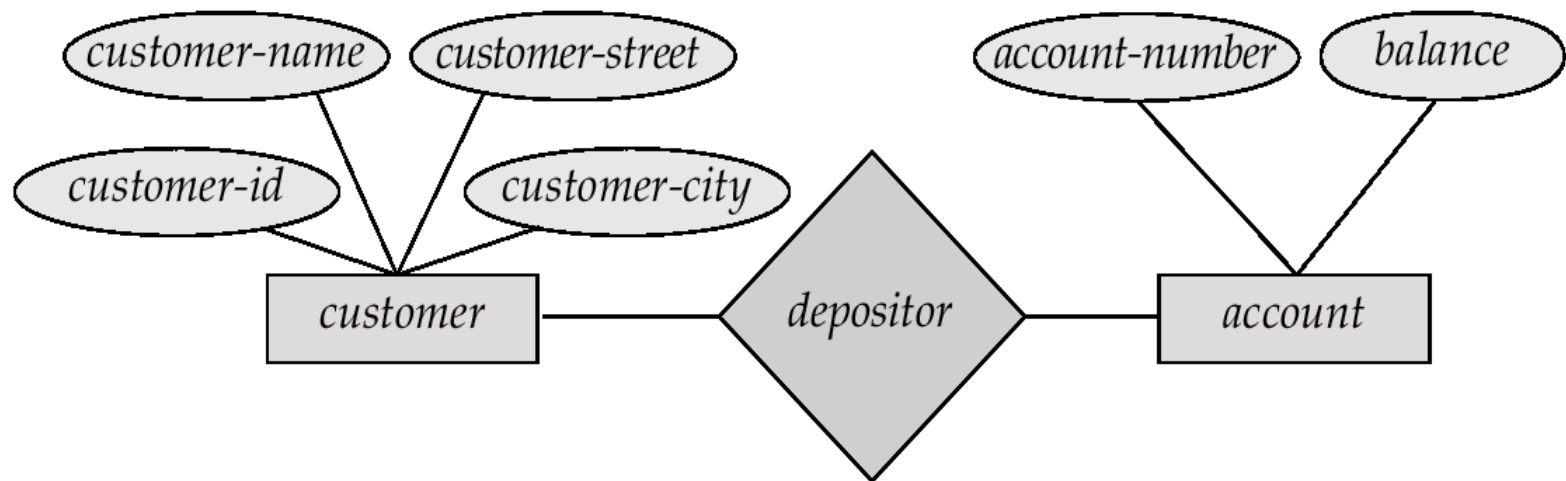 customer-name
customer-street
account-number
balance
customer-id
customer-city
customer
depositor
account